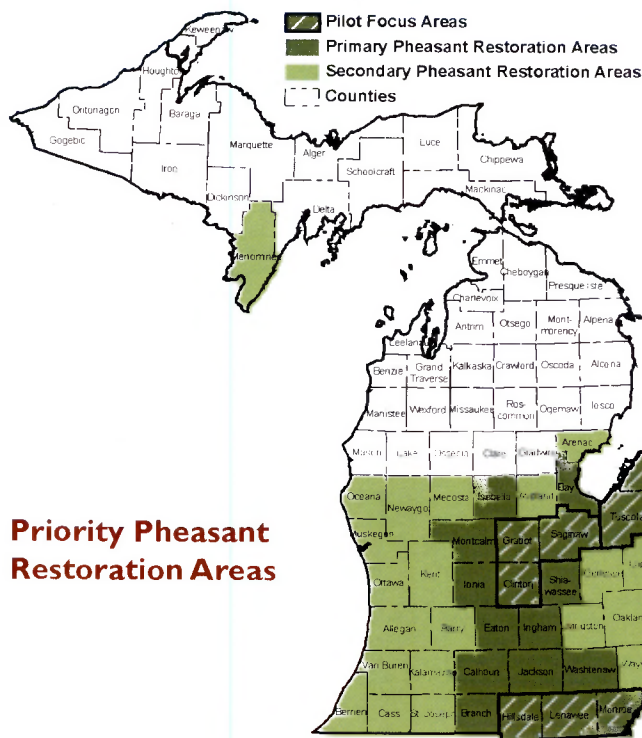 Pilot Focus Areas
Primary Pheasant Restoration Areas
Secondary Pheasant Restoration Areas
Counties
Keweenaw
Houghton
Ontonagon
Baraga
Gogebic
Marquette
Alger
Luce
Chippewa
Iron
Schoolcraft
Mackinac
Dickinson
Delta
Menominee
Emmet
Cheboygan
Presque Isle
Charlevoix
Antrim
Otsego
Mont-
morency
Alpena
Leelanau
Benzie
Grand
Traverse
Kalkaska
Crawford
Oscoda
Alcona
Manistee
Wexford
Missaukee
Ros-
common
Ogemaw
Iosco
Arenac
Mason
Lake
Osceola
Clare
Gladwin
Oceana
Newaygo
Mecosta
Isabella
Midland
Bay
Tuscola
Muskegon
Montcalm
Gratiot
Saginaw
Priority Pheasant
Restoration Areas
Ottawa
Kent
Ionia
Clinton
Shia-
wassee
Genesee
Allegan
Barry
Eaton
Ingham
Livingston
Oakl
Van Buren
Kalamazoo
Calhoun
Jackson
Washtenaw
Berrien
Cass
St Joseph
Branch
Hillsdale
Lenawee
Monroe